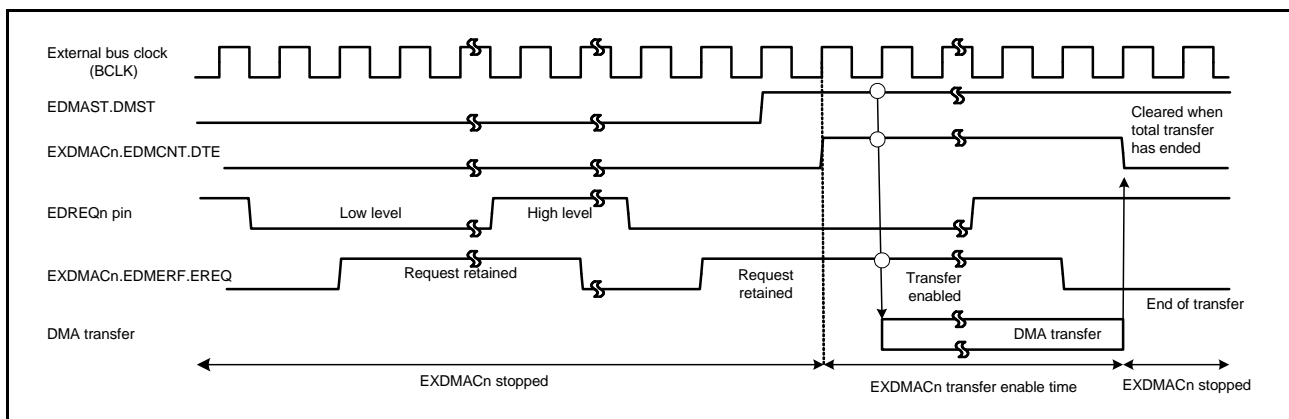 External bus clock
(BCLK)
EDMAST.DMST
Cleared when
total transfer
has ended
EXDMACn.EDMCNT.DTE
EDREQn pin
Low level
High level
EXDMACn.EDMERF.EREQ
Request retained
Request
retained
Transfer
enabled
End of transfer
DMA transfer
DMA transfer
EXDMACn stopped
EXDMACn transfer enable time
EXDMACn stopped